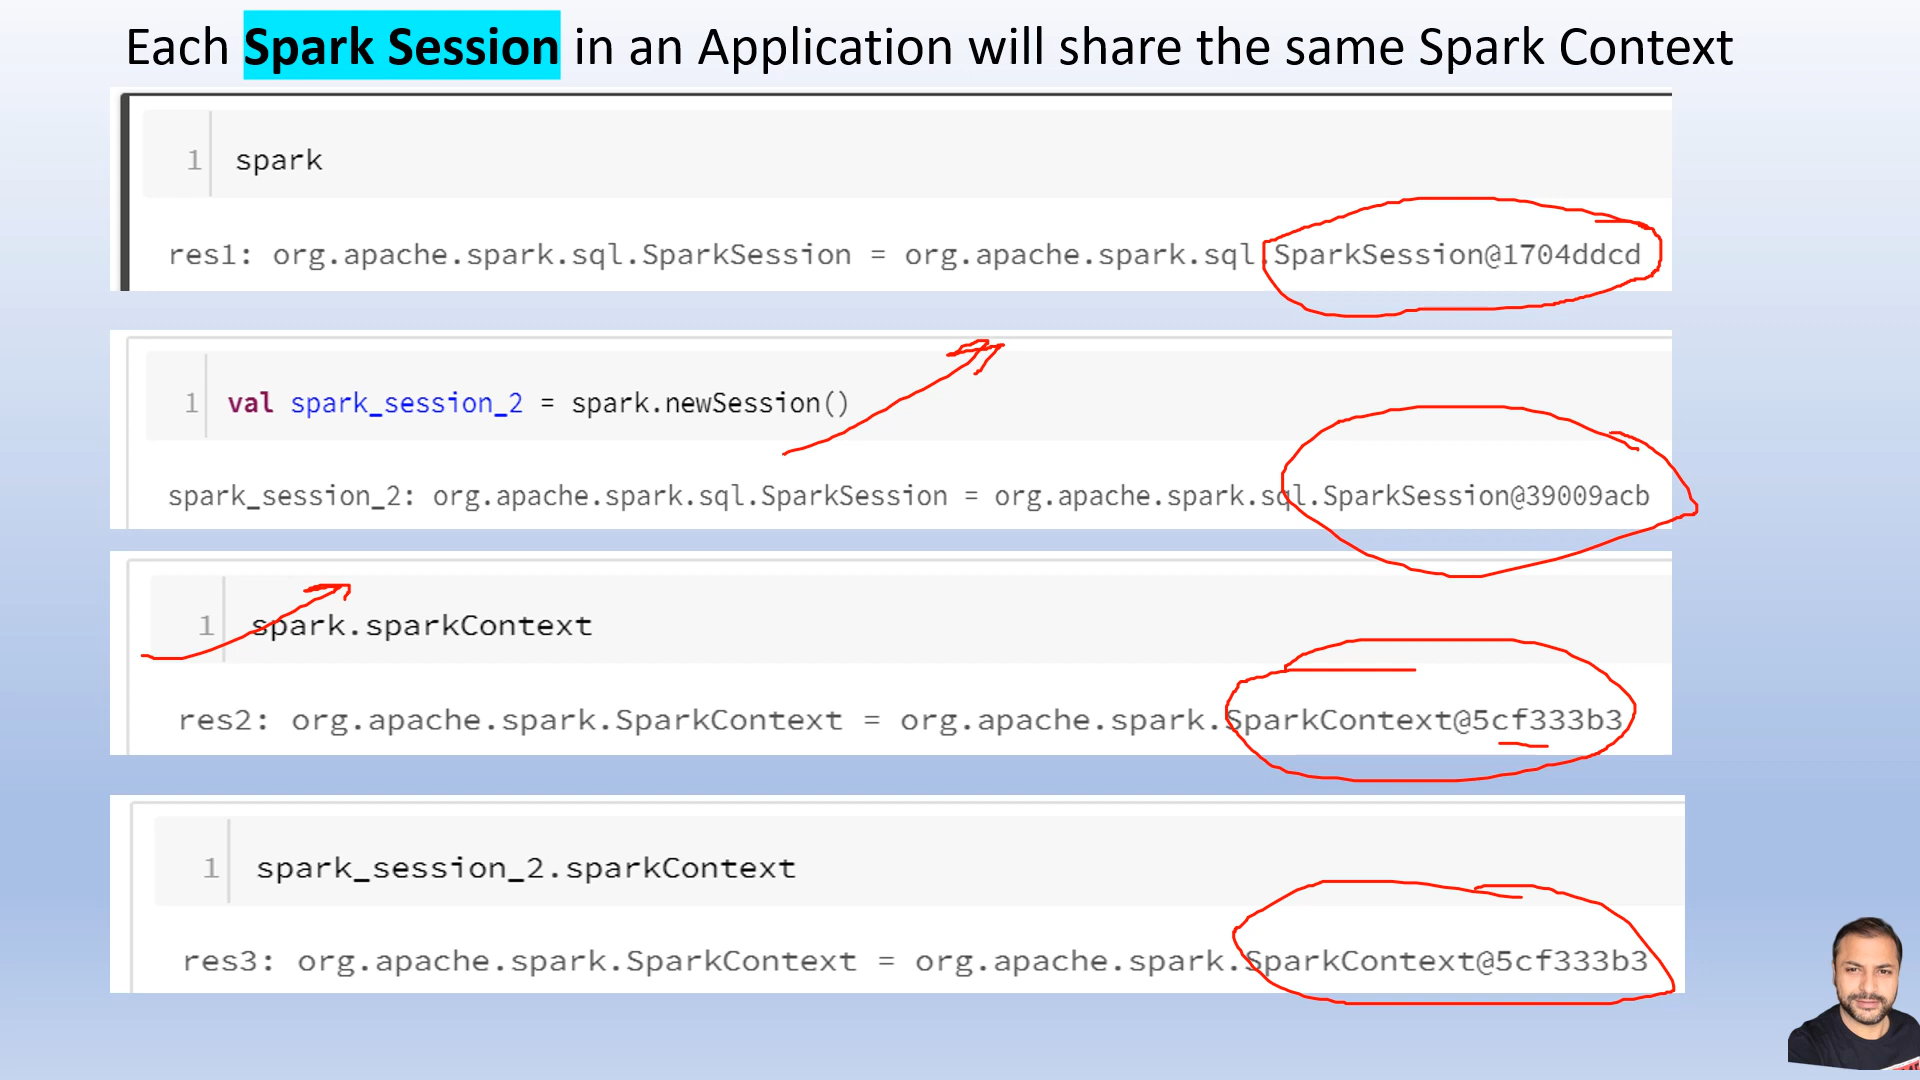 Each Spark Session in an Application will share the same Spark Context
1 spark
res1: org.apache.spark.sql.SparkSession = org.apache.spark.sql.SparkSession@1704ddcd
1 val spark_session_2 = spark.newSession()
spark_session_2: org.apache.spark.sql.SparkSession = org.apache.spark.sql.SparkSession@39009acb
1 spark.sparkContext
res2: org.apache.spark.SparkContext = org.apache.spark.SparkContext@5cf333b3
1 spark_session_2.sparkContext
res3: org.apache.spark.SparkContext = org.apache.spark.SparkContext@5cf333b3